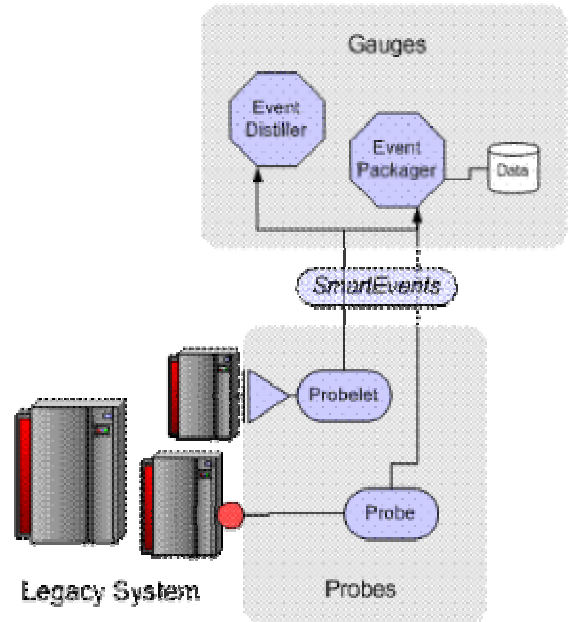 Gauges
Event
Distiller
Event
Packager
Data
SmartEvents
Probelet
Probe
Legacy System
Probes